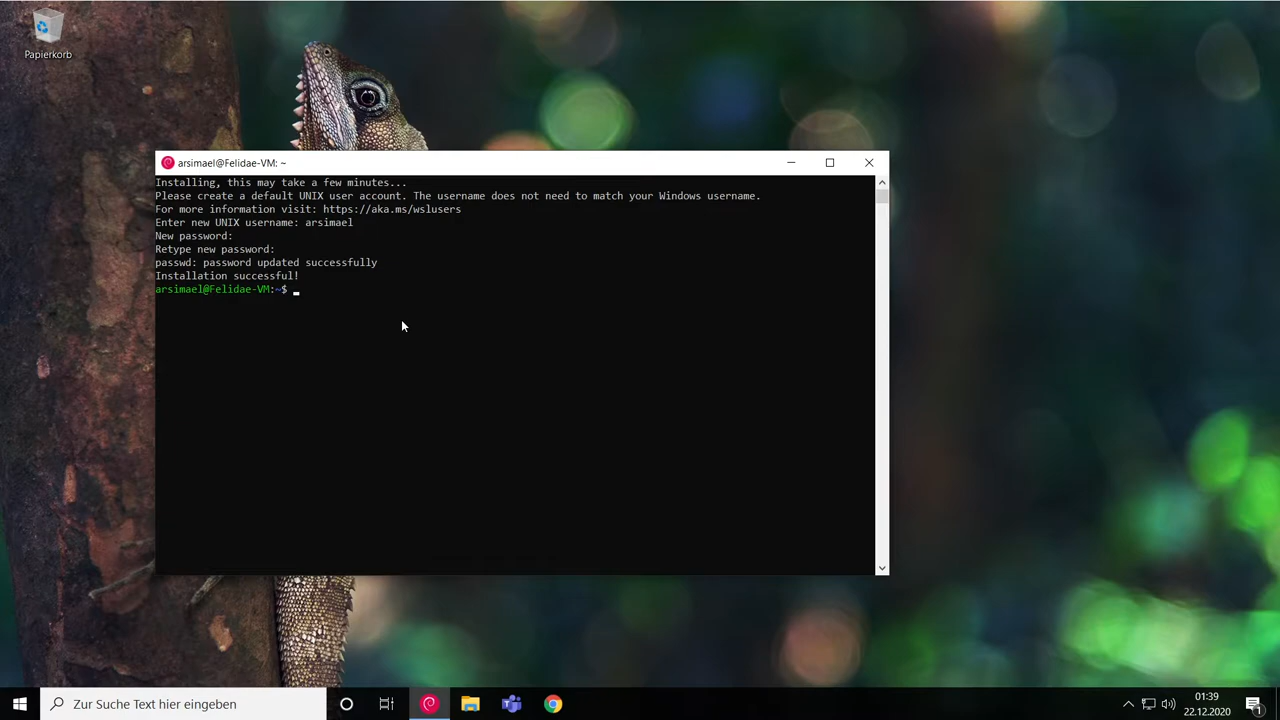 Papierkorb
arsimael@Felidae-VM: ~
Installing, this may take a few minutes...
Please create a default UNIX user account. The username does not need to match your Windows username.
For more information visit: https://aka.ms/wslusers
Enter new UNIX username: arsimael
New password:
Retype new password:
passwd: password updated successfully
Installation successful!
arsimael@Felidae-VM:~$
Zur Suche Text hier eingeben
01:39
22.12.2020
1